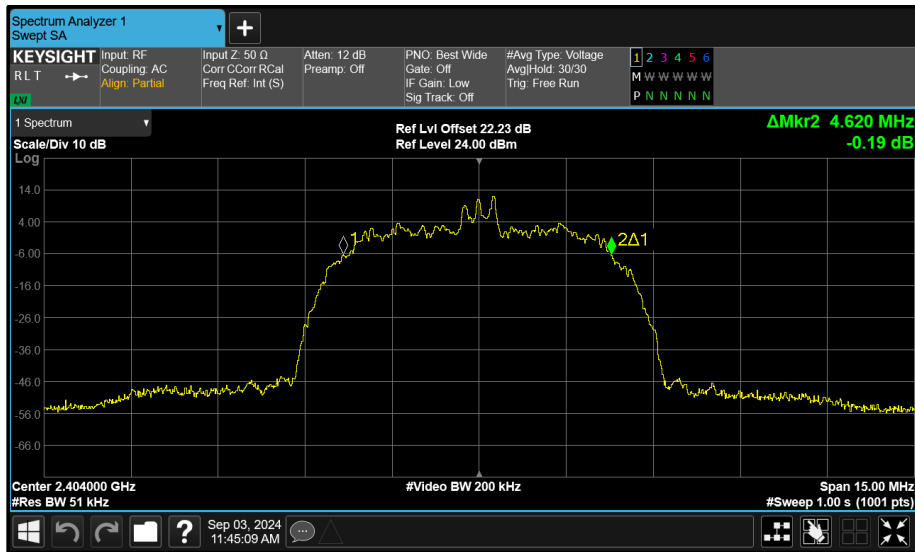 Spectrum Analyzer 1
Swept SA
KEYSIGHT
R L T
LXI
Input: RF
Coupling: AC
Align: Partial
Input Z: 50 Ω
Corr CCorr RCal
Freq Ref: Int (S)
Atten: 12 dB
Preamp: Off
PNO: Best Wide
Gate: Off
IF Gain: Low
Sig Track: Off
#Avg Type: Voltage
Avg|Hold: 30/30
Trig: Free Run
1 2 3 4 5 6
M W W W W W
P N N N N N
1 Spectrum
Scale/Div 10 dB
Log
Ref Lvl Offset 22.23 dB
Ref Level 24.00 dBm
ΔMkr2 4.620 MHz
-0.19 dB
14.0
4.00
-6.00
-16.0
-26.0
-36.0
-46.0
-56.0
-66.0
1
2Δ1
Center 2.404000 GHz
#Video BW 200 kHz
Span 15.00 MHz
#Res BW 51 kHz
#Sweep 1.00 s (1001 pts)
?
Sep 03, 2024
11:45:09 AM